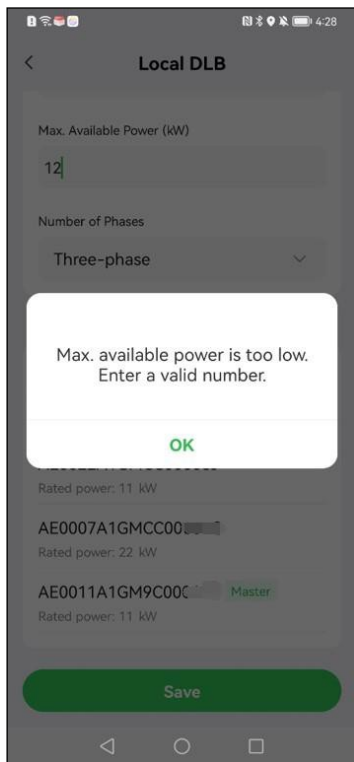 4:28
Local DLB
Max. Available Power (kW)
12
Number of Phases
Three-phase
Max. available power is too low.
Enter a valid number.
OK
Rated power: 11 kW
AE0007A1GMCC00
Rated power: 22 kW
AE0011A1GM9C000 Master
Rated power: 11 kW
Save